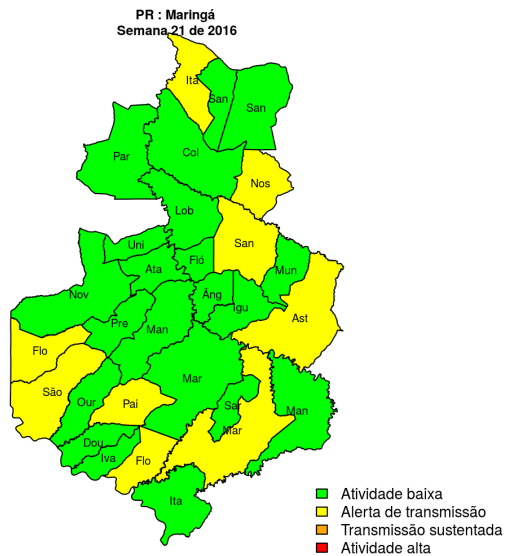 PR : Maringá
Semana 21 de 2016
Ita
San
San
Par
Col
Nos
Lob
San
Uni
Fló
Mun
Ata
Nov
Âng
Igu
Ast
Pre
Man
Flo
Mar
São
Our
Pai
Sa
Man
Mar
Dou
Iva
Flo
Ita
Atividade baixa
Alerta de transmissão
Transmissão sustentada
Atividade alta